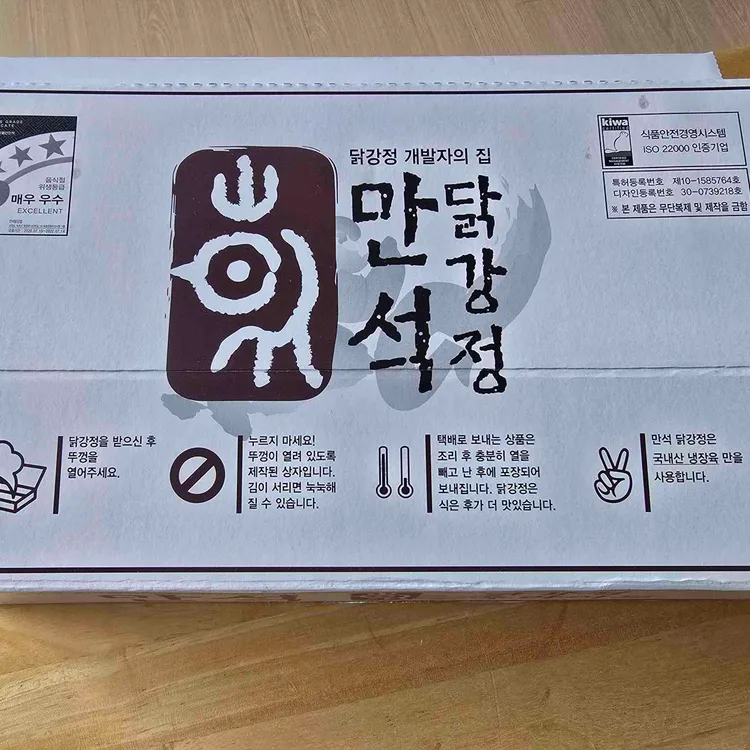 음식점
위생등급
매우 우수
EXCELLENT
닭강정 개발자의 집
만석
닭강정
kiwa
certified
식품안전경영시스템
ISO 22000 인증기업
특허등록번호 제10-1585764호
디자인등록번호 30-0739218호
※ 본 제품은 무단복제 및 제작을 금함
닭강정을 받으신 후
뚜껑을
열어주세요.
누르지 마세요!
뚜껑이 열려 있도록
제작된 상자입니다.
김이 서리면 눅눅해
질 수 있습니다.
택배로 보내는 상품은
조리 후 충분히 열을
빼고 난 후에 포장되어
보내집니다. 닭강정은
식은 후가 더 맛있습니다.
만석 닭강정은
국내산 냉장육 만을
사용합니다.